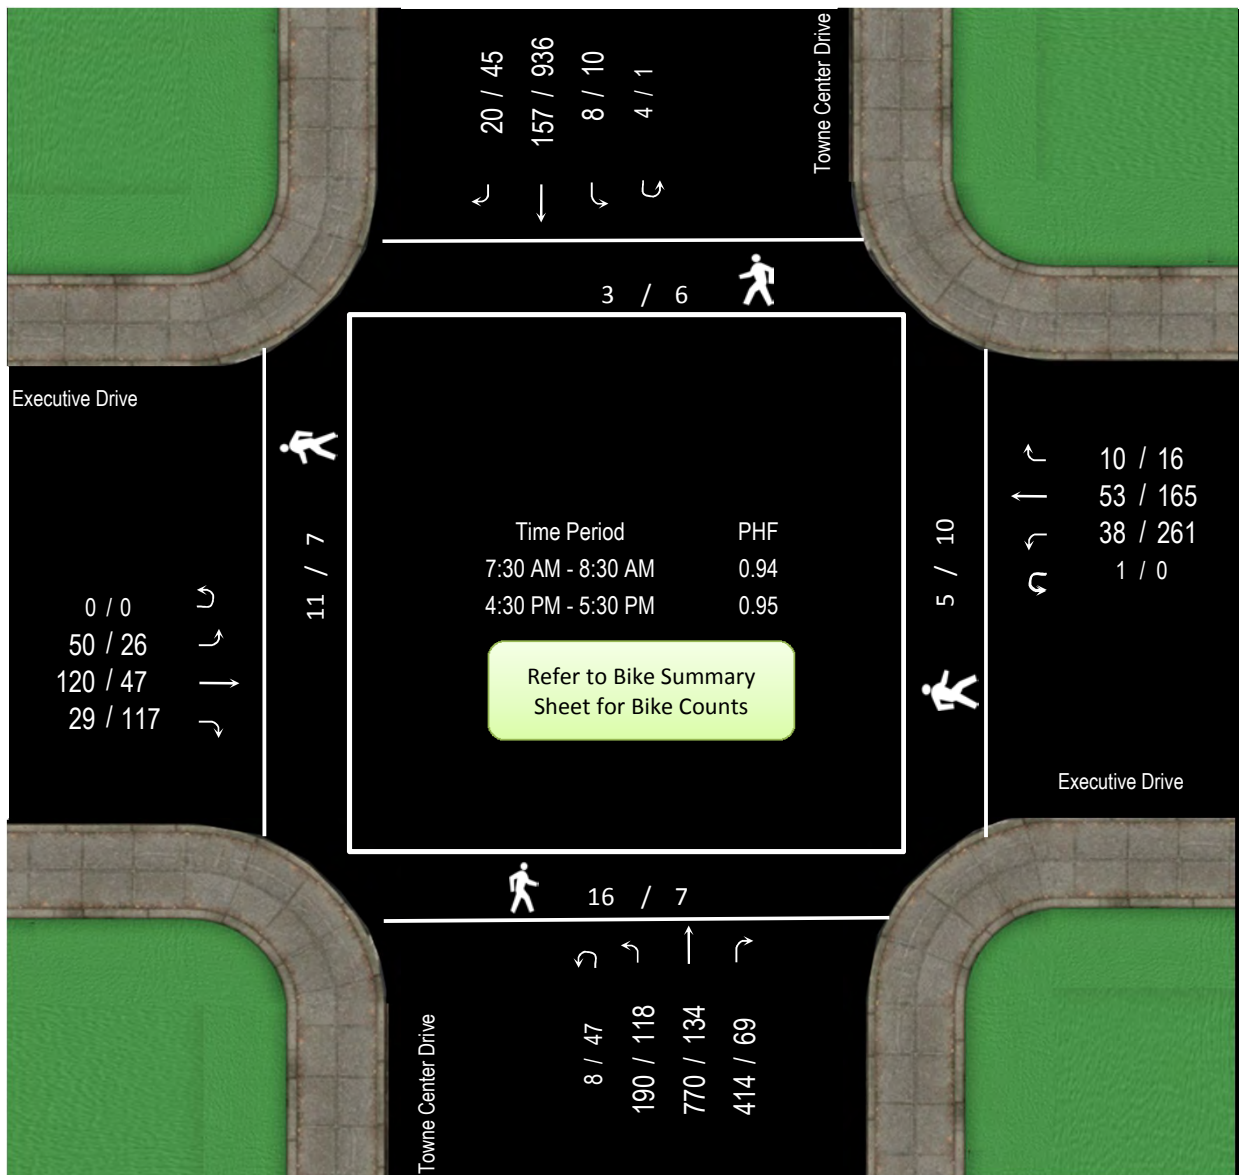 20 / 45
157 / 936
8 / 10
4 / 1
Towne Center Drive
3 / 6
Executive Drive
10 / 16
53 / 165
38 / 261
1 / 0
11 / 7
Time Period PHF
7:30 AM - 8:30 AM 0.94
4:30 PM - 5:30 PM 0.95
5 / 10
0 / 0
50 / 26
120 / 47
29 / 117
Refer to Bike Summary
Sheet for Bike Counts
Executive Drive
16 / 7
Towne Center Drive
8 / 47
190 / 118
770 / 134
414 / 69